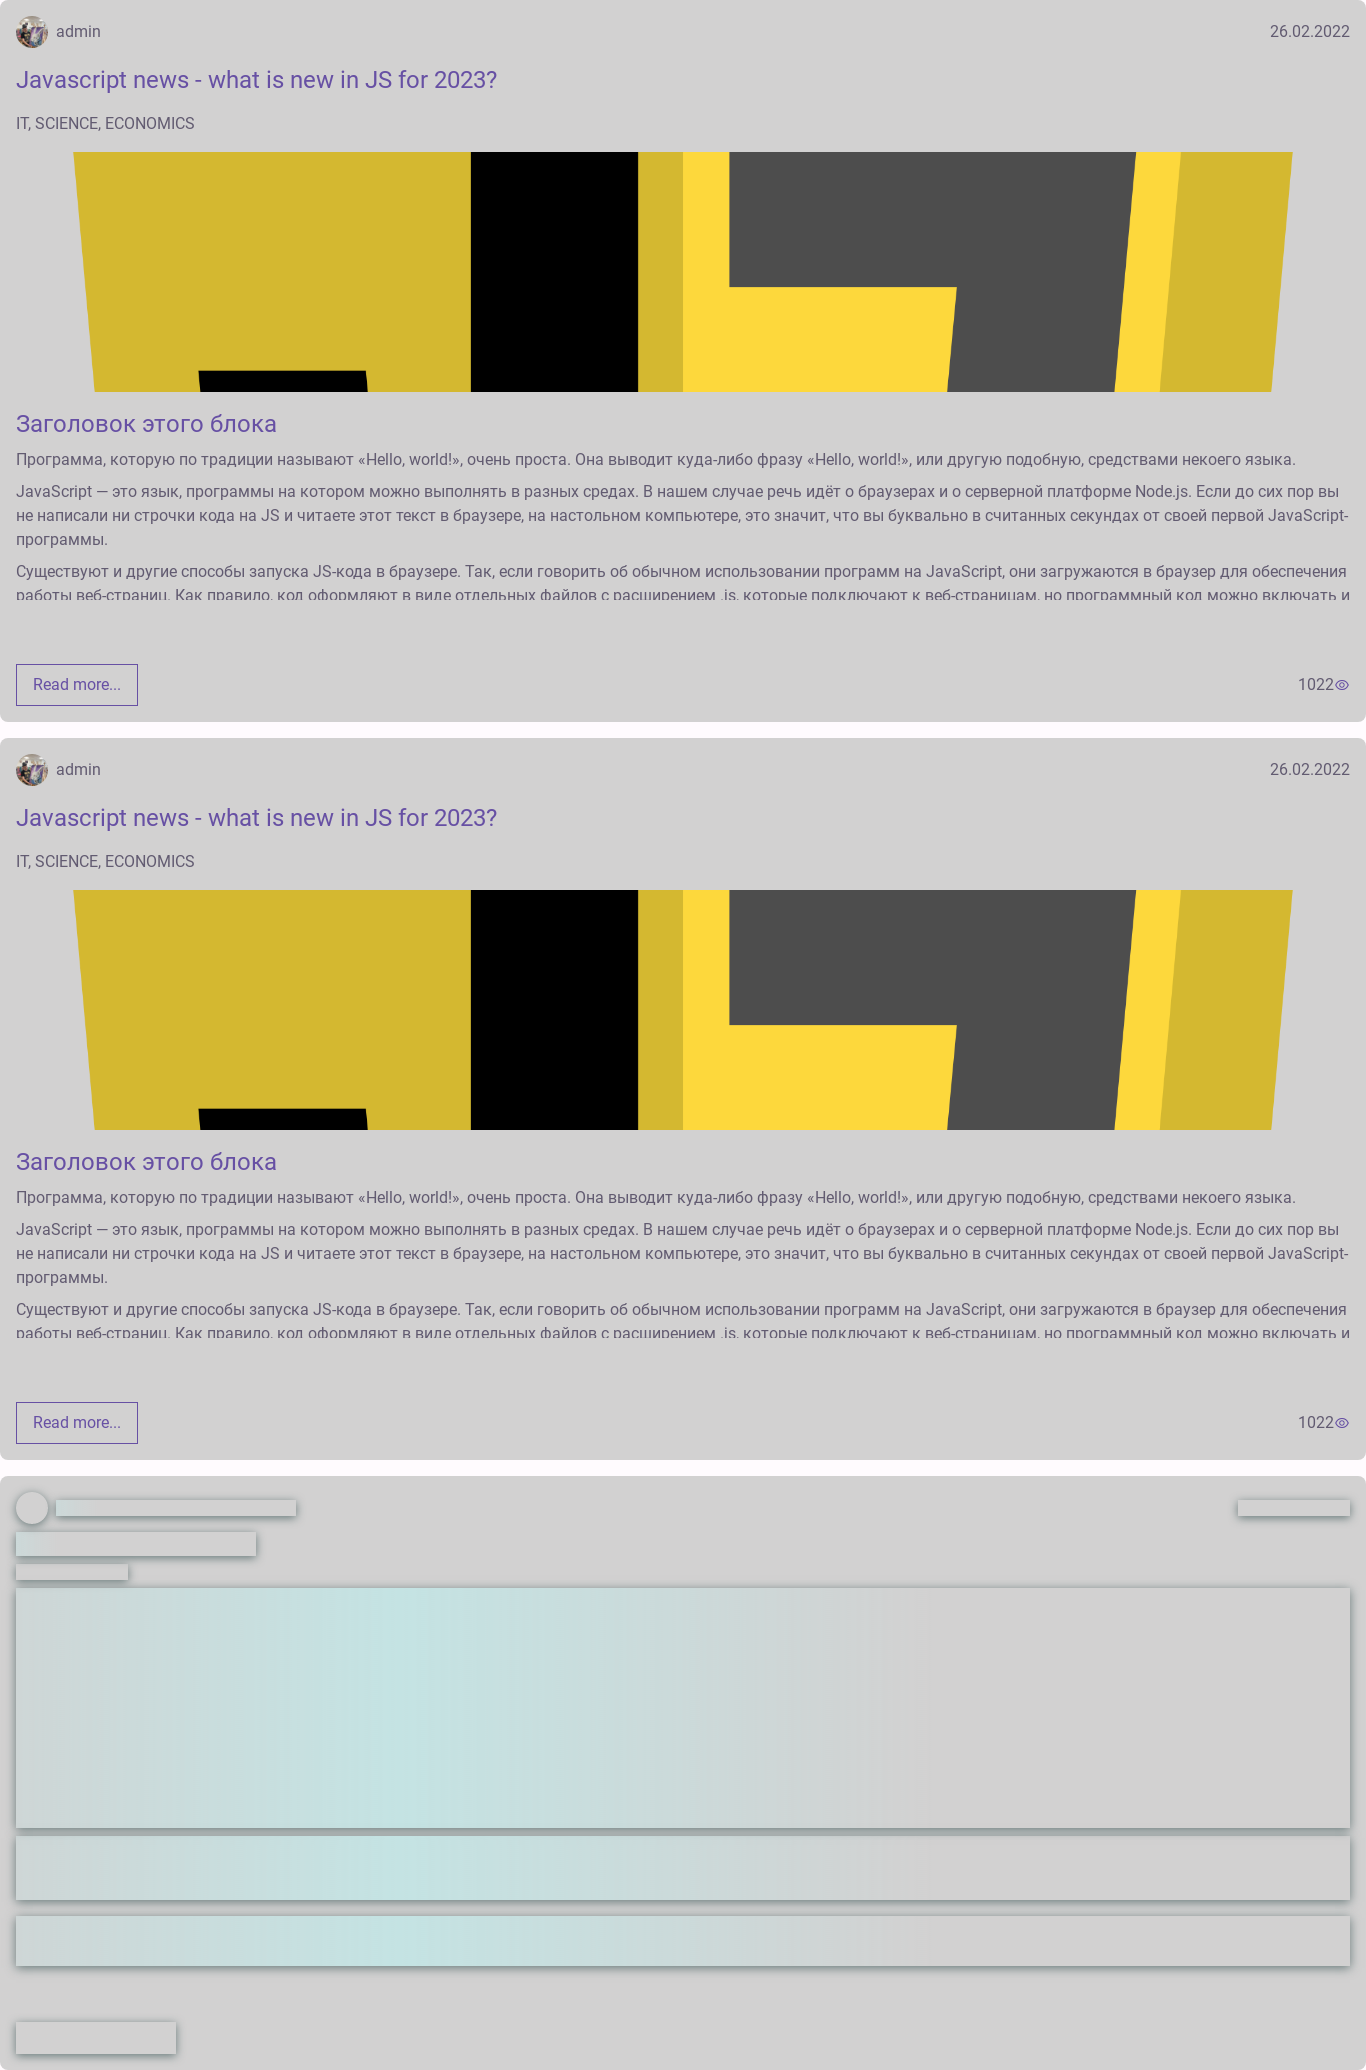 admin
26.02.2022
Javascript news - what is new in JS for 2023?
IT, SCIENCE, ECONOMICS
Заголовок этого блока
Программа, которую по традиции называют «Hello, world!», очень проста. Она выводит куда-либо фразу «Hello, world!», или другую подобную, средствами некоего языка.
JavaScript — это язык, программы на котором можно выполнять в разных средах. В нашем случае речь идёт о браузерах и о серверной платформе Node.js. Если до сих пор вы
не написали ни строчки кода на JS и читаете этот текст в браузере, на настольном компьютере, это значит, что вы буквально в считанных секундах от своей первой JavaScript-
программы.
Существуют и другие способы запуска JS-кода в браузере. Так, если говорить об обычном использовании программ на JavaScript, они загружаются в браузер для обеспечения
работы веб-страниц. Как правило, код оформляют в виде отдельных файлов с расширением .js, которые подключают к веб-страницам, но программный код можно включать и
Read more...
1022
admin
26.02.2022
Javascript news - what is new in JS for 2023?
IT, SCIENCE, ECONOMICS
Заголовок этого блока
Программа, которую по традиции называют «Hello, world!», очень проста. Она выводит куда-либо фразу «Hello, world!», или другую подобную, средствами некоего языка.
JavaScript — это язык, программы на котором можно выполнять в разных средах. В нашем случае речь идёт о браузерах и о серверной платформе Node.js. Если до сих пор вы
не написали ни строчки кода на JS и читаете этот текст в браузере, на настольном компьютере, это значит, что вы буквально в считанных секундах от своей первой JavaScript-
программы.
Существуют и другие способы запуска JS-кода в браузере. Так, если говорить об обычном использовании программ на JavaScript, они загружаются в браузер для обеспечения
работы веб-страниц. Как правило, код оформляют в виде отдельных файлов с расширением .js, которые подключают к веб-страницам, но программный код можно включать и
Read more...
1022